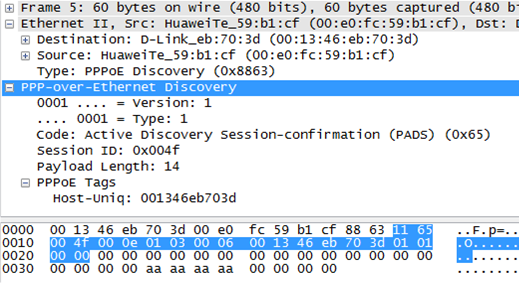 Frame 5: 60 bytes on wire (480 bits), 60 bytes captured (480 b
Ethernet II, Src: HuaweiTe_59:b1:cf (00:e0:fc:59:b1:cf), Dst: D
Destination: D-Link_eb:70:3d (00:13:46:eb:70:3d)
Source: HuaweiTe_59:b1:cf (00:e0:fc:59:b1:cf)
Type: PPPoE Discovery (0x8863)
PPP-over-Ethernet Discovery
0001 .... = Version: 1
.... 0001 = Type: 1
Code: Active Discovery Session-confirmation (PADS) (0x65)
Session ID: 0x004f
Payload Length: 14
PPPoE Tags
Host-Uniq: 001346eb703d
0000 00 13 46 eb 70 3d 00 e0 fc 59 b1 cf 88 63 11 65 ..F.p=..
0010 00 4f 00 0e 01 03 00 06 00 13 46 eb 70 3d 01 01 .O......
0020 00 00 00 00 00 00 00 00 00 00 00 00 00 00 00 00 ........
0030 00 00 00 00 aa aa aa aa 00 00 00 00 ........